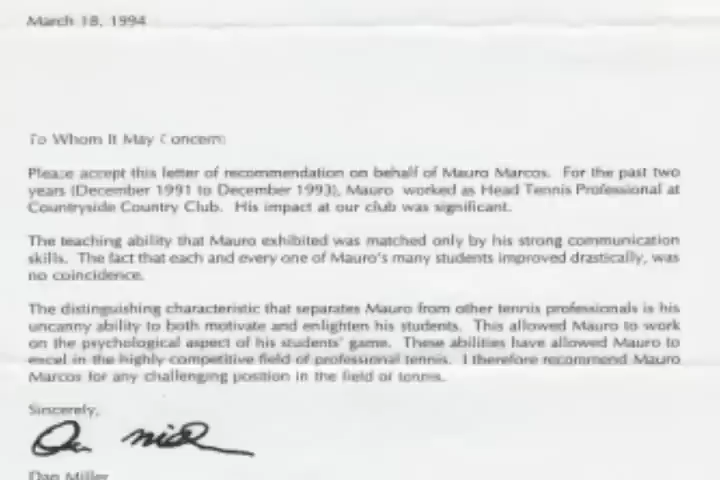 March 18, 1994
To Whom It May Concern:
Please accept this letter of recommendation on behalf of Mauro Marcos. For the past two
years (December 1991 to December 1993), Mauro worked as Head Tennis Professional at
Countryside Country Club. His impact at our club was significant.
The teaching ability that Mauro exhibited was matched only by his strong communication
skills. The fact that each and every one of Mauro's many students improved drastically, was
no coincidence.
The distinguishing characteristic that separates Mauro from other tennis professionals is his
uncanny ability to both motivate and enlighten his students. This allowed Mauro to work
on the psychological aspect of his students' game. These abilities have allowed Mauro to
excel in the highly competitive field of professional tennis. I therefore recommend Mauro
Marcos for any challenging position in the field of tennis.
Sincerely,
Dan Miller